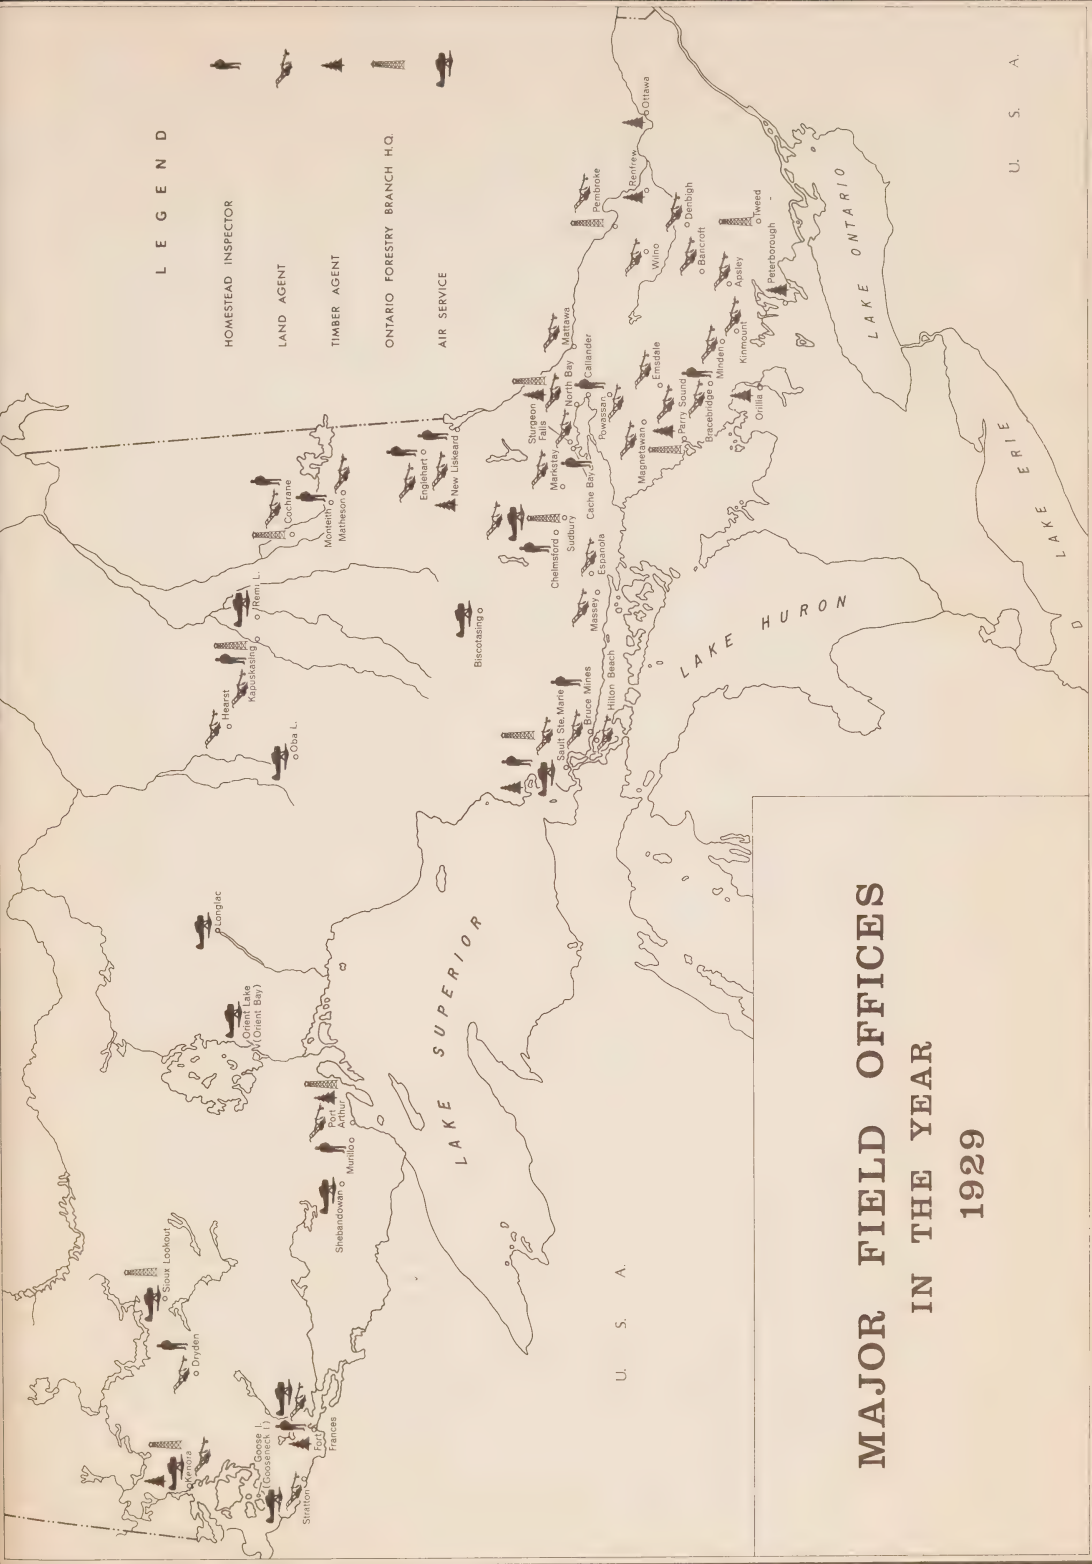 MAJOR FIELD OFFICES
IN THE YEAR
1929
LEGEND
HOMESTEAD INSPECTOR
LAND AGENT
TIMBER AGENT
ONTARIO FORESTRY BRANCH H.Q.
AIR SERVICE
Kenora
Dryden
Sioux Lookout
Goose I.
(Gooseneck I.)
Stratton
Fort
Frances
Shebandowan
Murillo
Port
Arthur
Orient Lake
(Orient Bay)
Longlac
Oba L.
Hearst
Kapuskasing
Remi L.
Cochrane
Monteith
Matheson
Englehart
New Liskeard
Biscotasing
Sault Ste. Marie
Bruce Mines
Hilton Beach
Massey
Espanola
Chelmsford
Sudbury
Markstay
Cache Bay
Sturgeon
Falls
North Bay
Callander
Powassan
Mattawa
Magnetawan
Parry Sound
Emsdale
Bracebridge
Minden
Kinmount
Orillia
Apsley
Bancroft
Wilno
Denbigh
Pembroke
Renfrew
Ottawa
Tweed
Peterborough
LAKE SUPERIOR
LAKE HURON
LAKE ERIE
LAKE ONTARIO
U. S. A.
U. S. A.